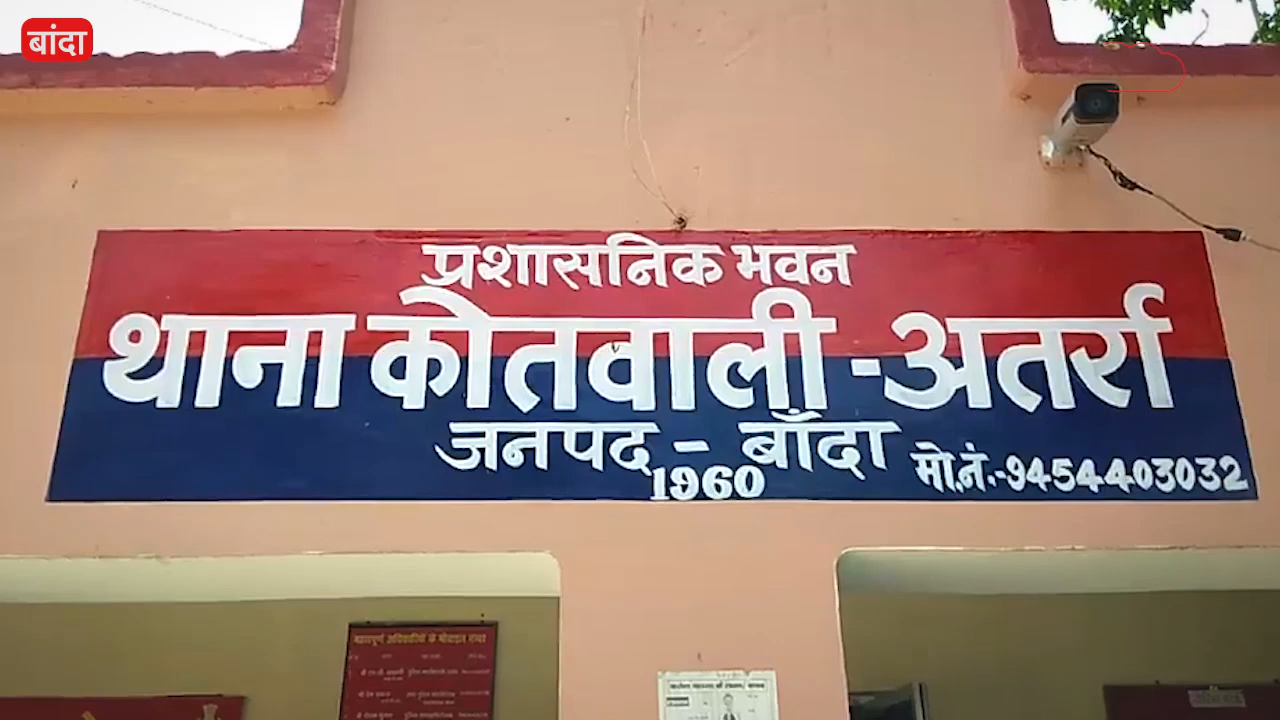 बांदा
प्रशासनिक भवन
थाना कोतवाली - अतर्रा
जनपद - बाँदा
1960
मो.नं.-9454403032